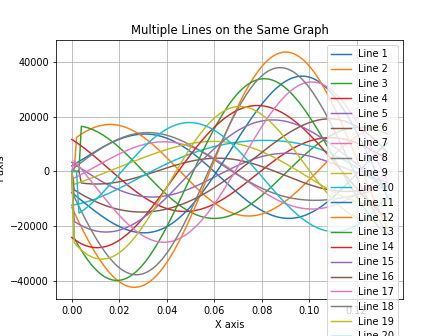 Multiple Lines on the Same Graph
40000
20000
0
−20000
−40000
0.00
0.02
0.04
0.06
0.08
0.10
X axis
Line 1
Line 2
Line 3
Line 4
Line 5
Line 6
Line 7
Line 8
Line 9
Line 10
Line 11
Line 12
Line 13
Line 14
Line 15
Line 16
Line 17
Line 18
Line 19
Line 20